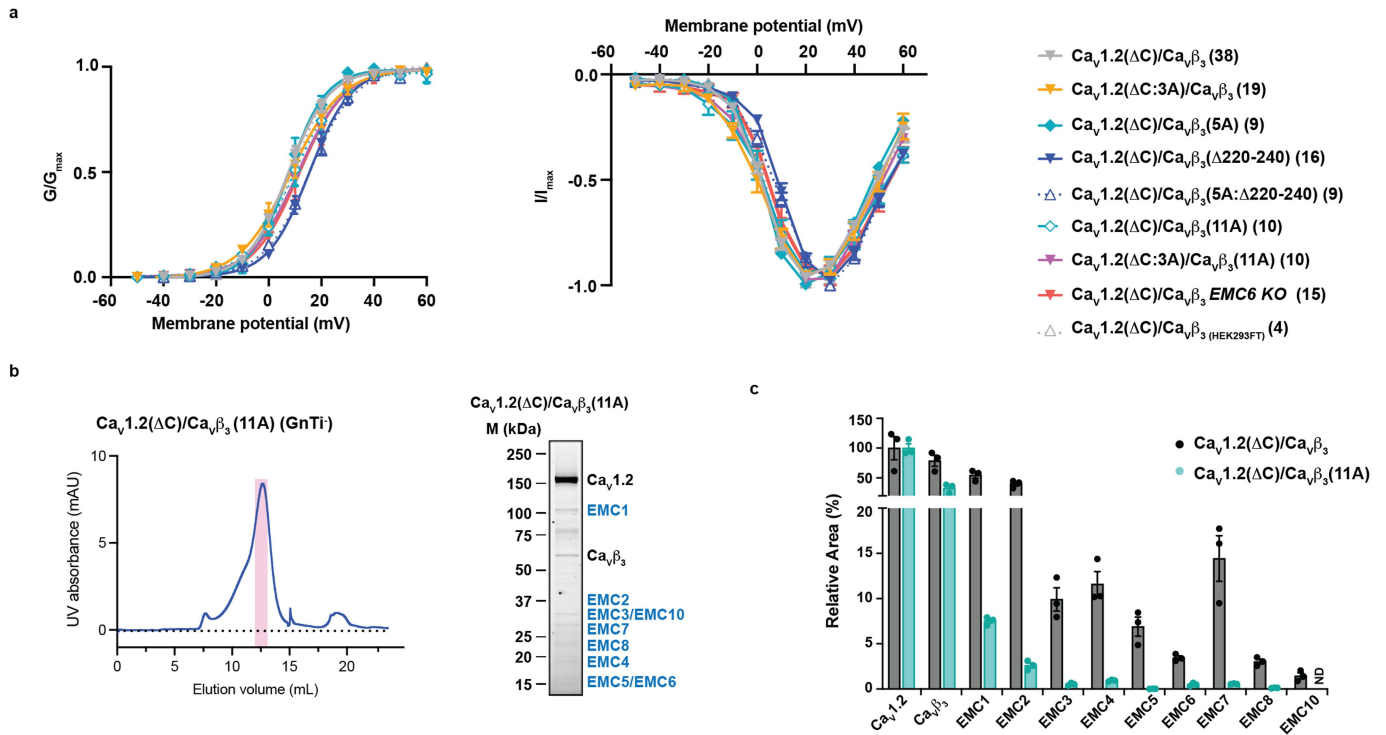 a
1.0
0.5
0.0
G/Gmax
-60 -40 -20 0 20 40 60
Membrane potential (mV)
Membrane potential (mV)
-60 -40 -20 0 20 40 60
0.0
-0.5
-1.0
I/Imax
CaV1.2(ΔC)/CaVβ3 (38)
CaV1.2(ΔC:3A)/CaVβ3 (19)
CaV1.2(ΔC)/CaVβ3(5A) (9)
CaV1.2(ΔC)/CaVβ3(Δ220-240) (16)
CaV1.2(ΔC)/CaVβ3(5A:Δ220-240) (9)
CaV1.2(ΔC)/CaVβ3(11A) (10)
CaV1.2(ΔC:3A)/CaVβ3(11A) (10)
CaV1.2(ΔC)/CaVβ3 EMC6 KO (15)
CaV1.2(ΔC)/CaVβ3 (HEK293FT) (4)
b
CaV1.2(ΔC)/CaVβ3 (11A) (GnTi-)
10
5
0
UV absorbance (mAU)
0 5 10 15 20
Elution volume (mL)
CaV1.2(ΔC)/CaVβ3(11A)
M (kDa)
250
150
100
75
50
37
25
20
15
CaV1.2
EMC1
CaVβ3
EMC2
EMC3/EMC10
EMC7
EMC8
EMC4
EMC5/EMC6
c
150
100
50
20
15
10
5
0
Relative Area (%)
CaV1.2(ΔC)/CaVβ3
CaV1.2(ΔC)/CaVβ3(11A)
ND
CaV1.2 CaVβ3 EMC1 EMC2 EMC3 EMC4 EMC5 EMC6 EMC7 EMC8 EMC10